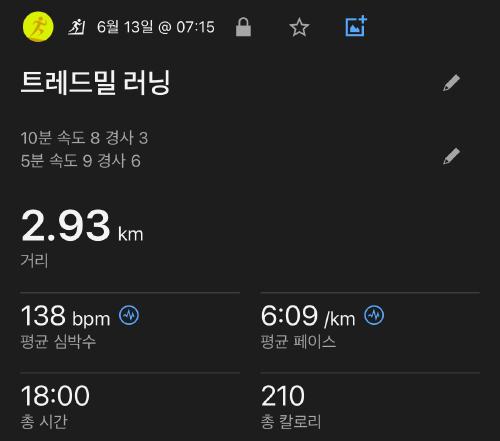 6월 13일 @ 07:15
트레드밀 러닝
10분 속도 8 경사 3
5분 속도 9 경사 6
2.93 km
거리
138 bpm
평균 심박수
6:09 /km
평균 페이스
18:00
총 시간
210
총 칼로리